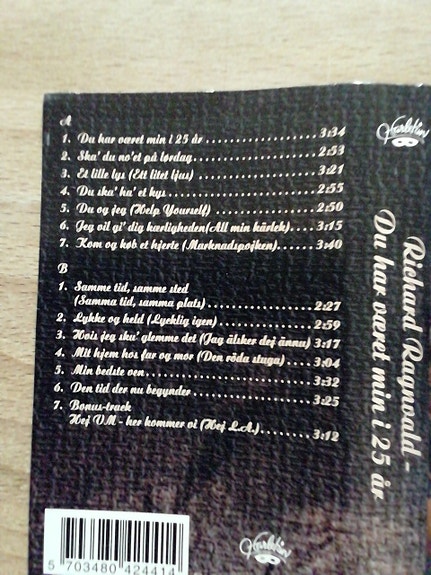 A
1. Du har været min i 25 år.................... 3:34
2. Ska' du no'et på lørdag.................... 2:53
3. Et lille lys (Ett litet ljus)................... 3:21
4. Du ska' ha' et kys........................ 2:55
5. Du og jeg (Help Yourself)................. 2:50
6. Jeg vil gi' dig kærligheden(All min kärlek). 3:15
7. Kom og køb et hjerte (Marknadspojken)....... 3:40
B
1. Samme tid, samme sted
(Samma tid, samma plats)................ 2:27
2. Lykke og held (Lycklig igen)............... 2:59
3. Hvis jeg sku' glemme det (Jag älsker dej ännu) 3:17
4. Mit hjem hos far og mor (Den röda stuga).... 3:04
5. Min bedste ven........................ 3:32
6. Den tid der nu begynder................. 3:25
7. Bonus-track
Hej VM - her kommer vi (Hej L.A.)........ 3:12
Harlekin
Richard Ragnvald -
Du har været min i 25 år
5 703480 424414
Harlekin